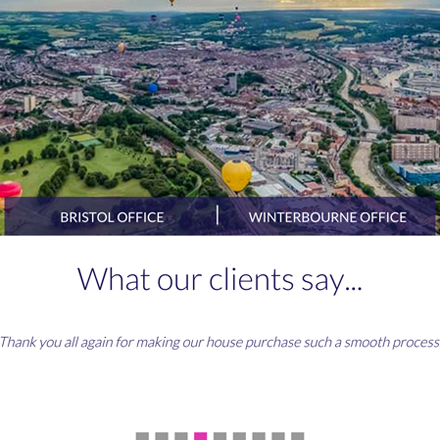 BRISTOL OFFICE | WINTERBOURNE OFFICE
What our clients say...
Thank you all again for making our house purchase such a smooth process